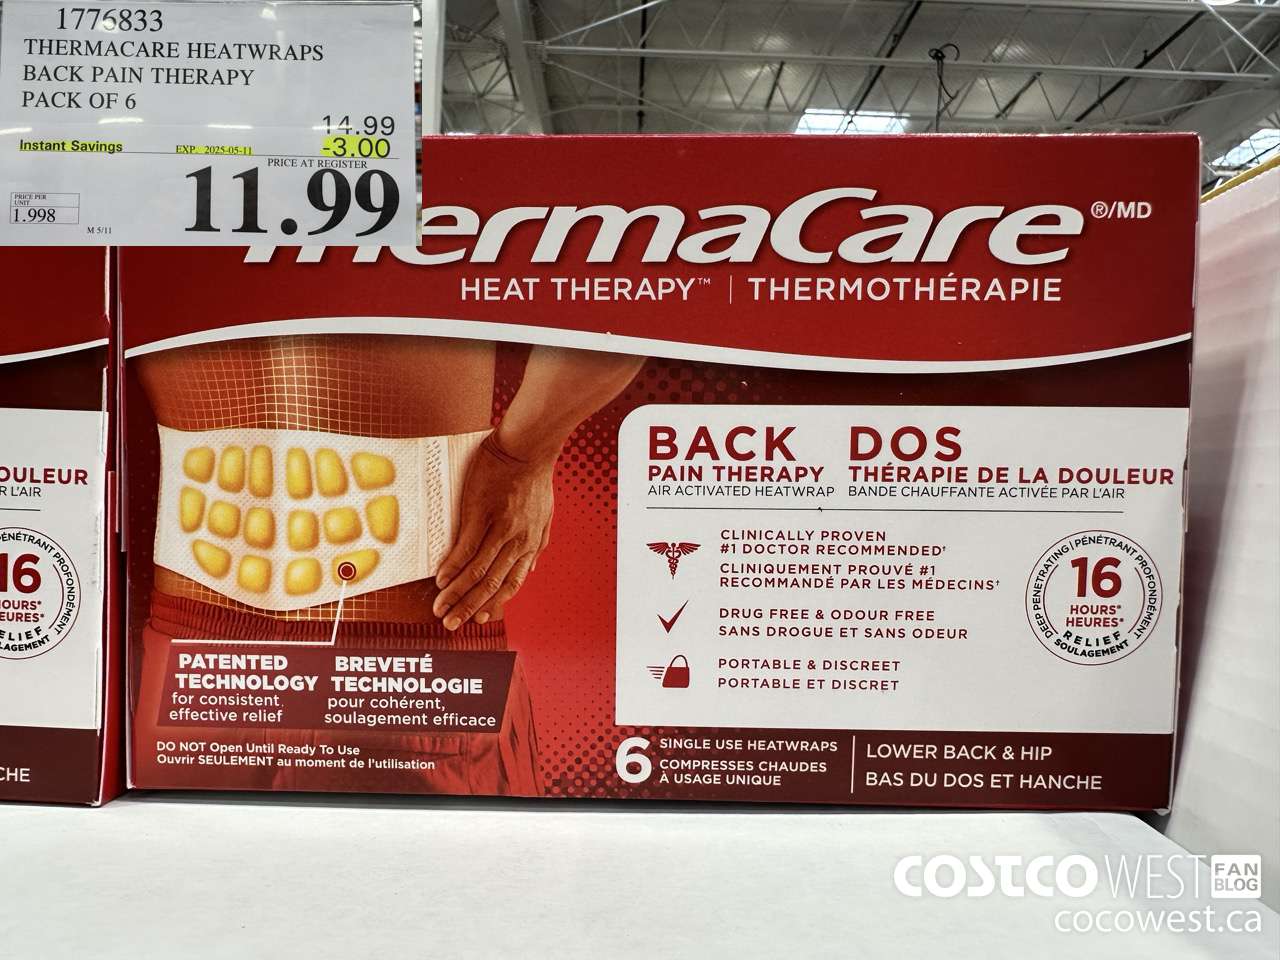 1776833
THERMACARE HEATWRAPS
BACK PAIN THERAPY
PACK OF 6
14.99
Instant Savings EXP. 2025-05-11 -3.00
PRICE AT REGISTER
11.99
PRICE PER
UNIT
1.998
M 5/11
ThermaCare ®/MD
HEAT THERAPY™ | THERMOTHÉRAPIE
BACK
PAIN THERAPY
AIR ACTIVATED HEATWRAP
DOS
THÉRAPIE DE LA DOULEUR
BANDE CHAUFFANTE ACTIVÉE PAR L'AIR
CLINICALLY PROVEN
#1 DOCTOR RECOMMENDED†
CLINIQUEMENT PROUVÉ #1
RECOMMANDÉ PAR LES MÉDECINS†
DRUG FREE & ODOUR FREE
SANS DROGUE ET SANS ODEUR
PORTABLE & DISCREET
PORTABLE ET DISCRET
DEEP PENETRATING | PÉNÉTRANT PROFONDÉMENT
16
HOURS*
HEURES*
RELIEF
SOULAGEMENT
PATENTED
TECHNOLOGY
for consistent,
effective relief
BREVETÉ
TECHNOLOGIE
pour cohérent,
soulagement efficace
DO NOT Open Until Ready To Use
Ouvrir SEULEMENT au moment de l'utilisation
6 SINGLE USE HEATWRAPS
COMPRESSES CHAUDES
À USAGE UNIQUE
LOWER BACK & HIP
BAS DU DOS ET HANCHE
OULEUR
R L'AIR
ÉNÉTRANT PROFONDÉMENT
16
HOURS*
EURES*
ELIEF
LAGEMENT
CHE
COSTCO WEST FAN BLOG
cocowest.ca